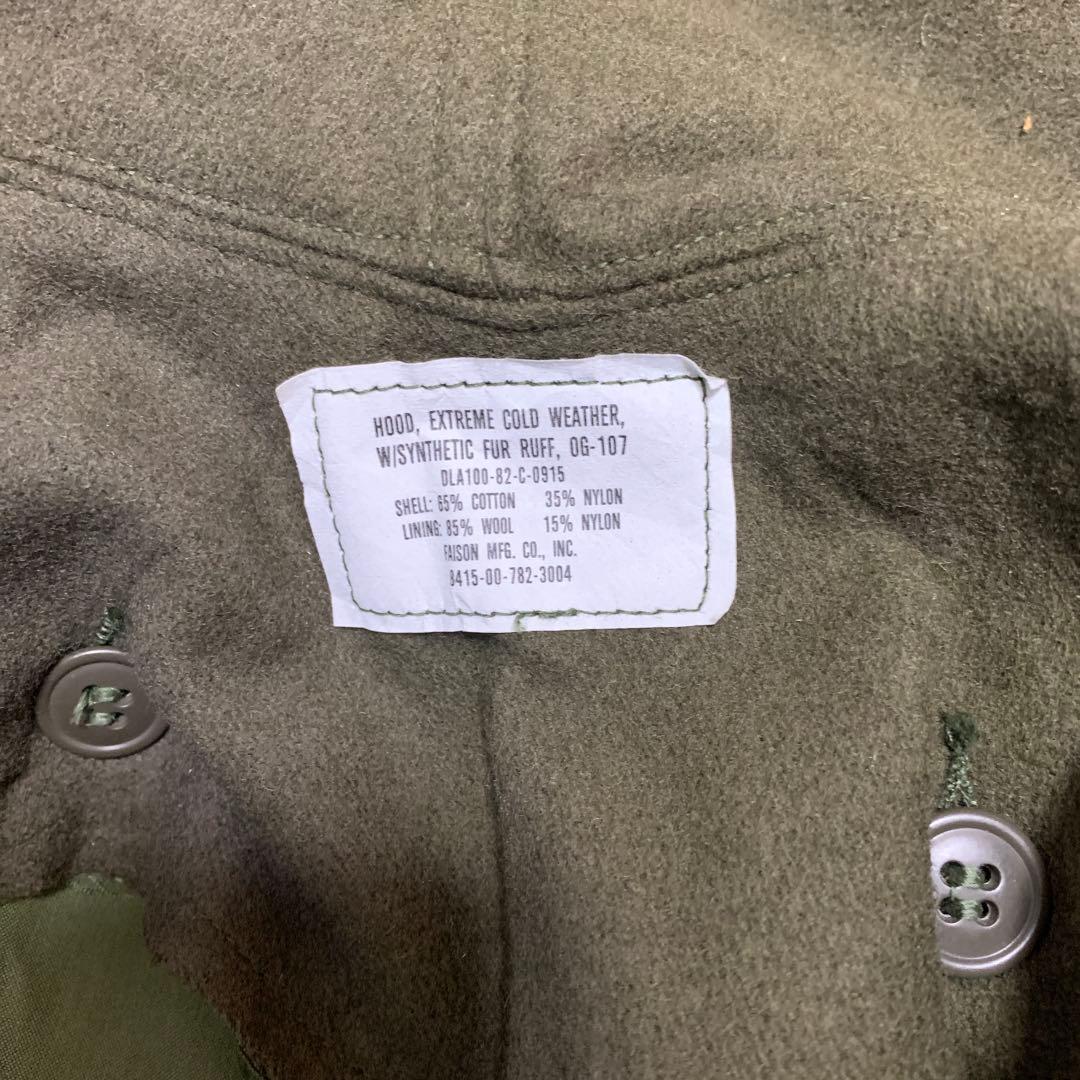 HOOD, EXTREME COLD WEATHER,
W/SYNTHETIC FUR RUFF, OG-107
DLA100-82-C-0915
SHELL: 65% COTTON 35% NYLON
LINING: 85% WOOL 15% NYLON
FAISON MFG. CO., INC.
8415-00-782-3004